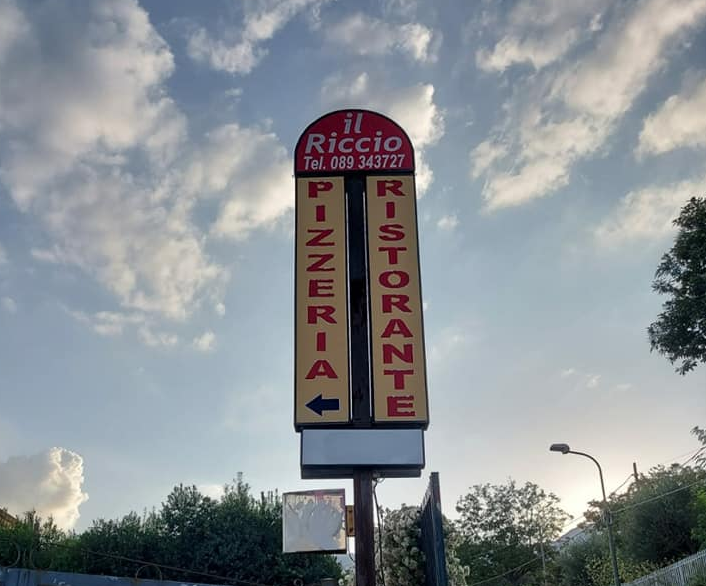 il
Riccio
Tel. 089 343727
PIZZERIA
RISTORANTE